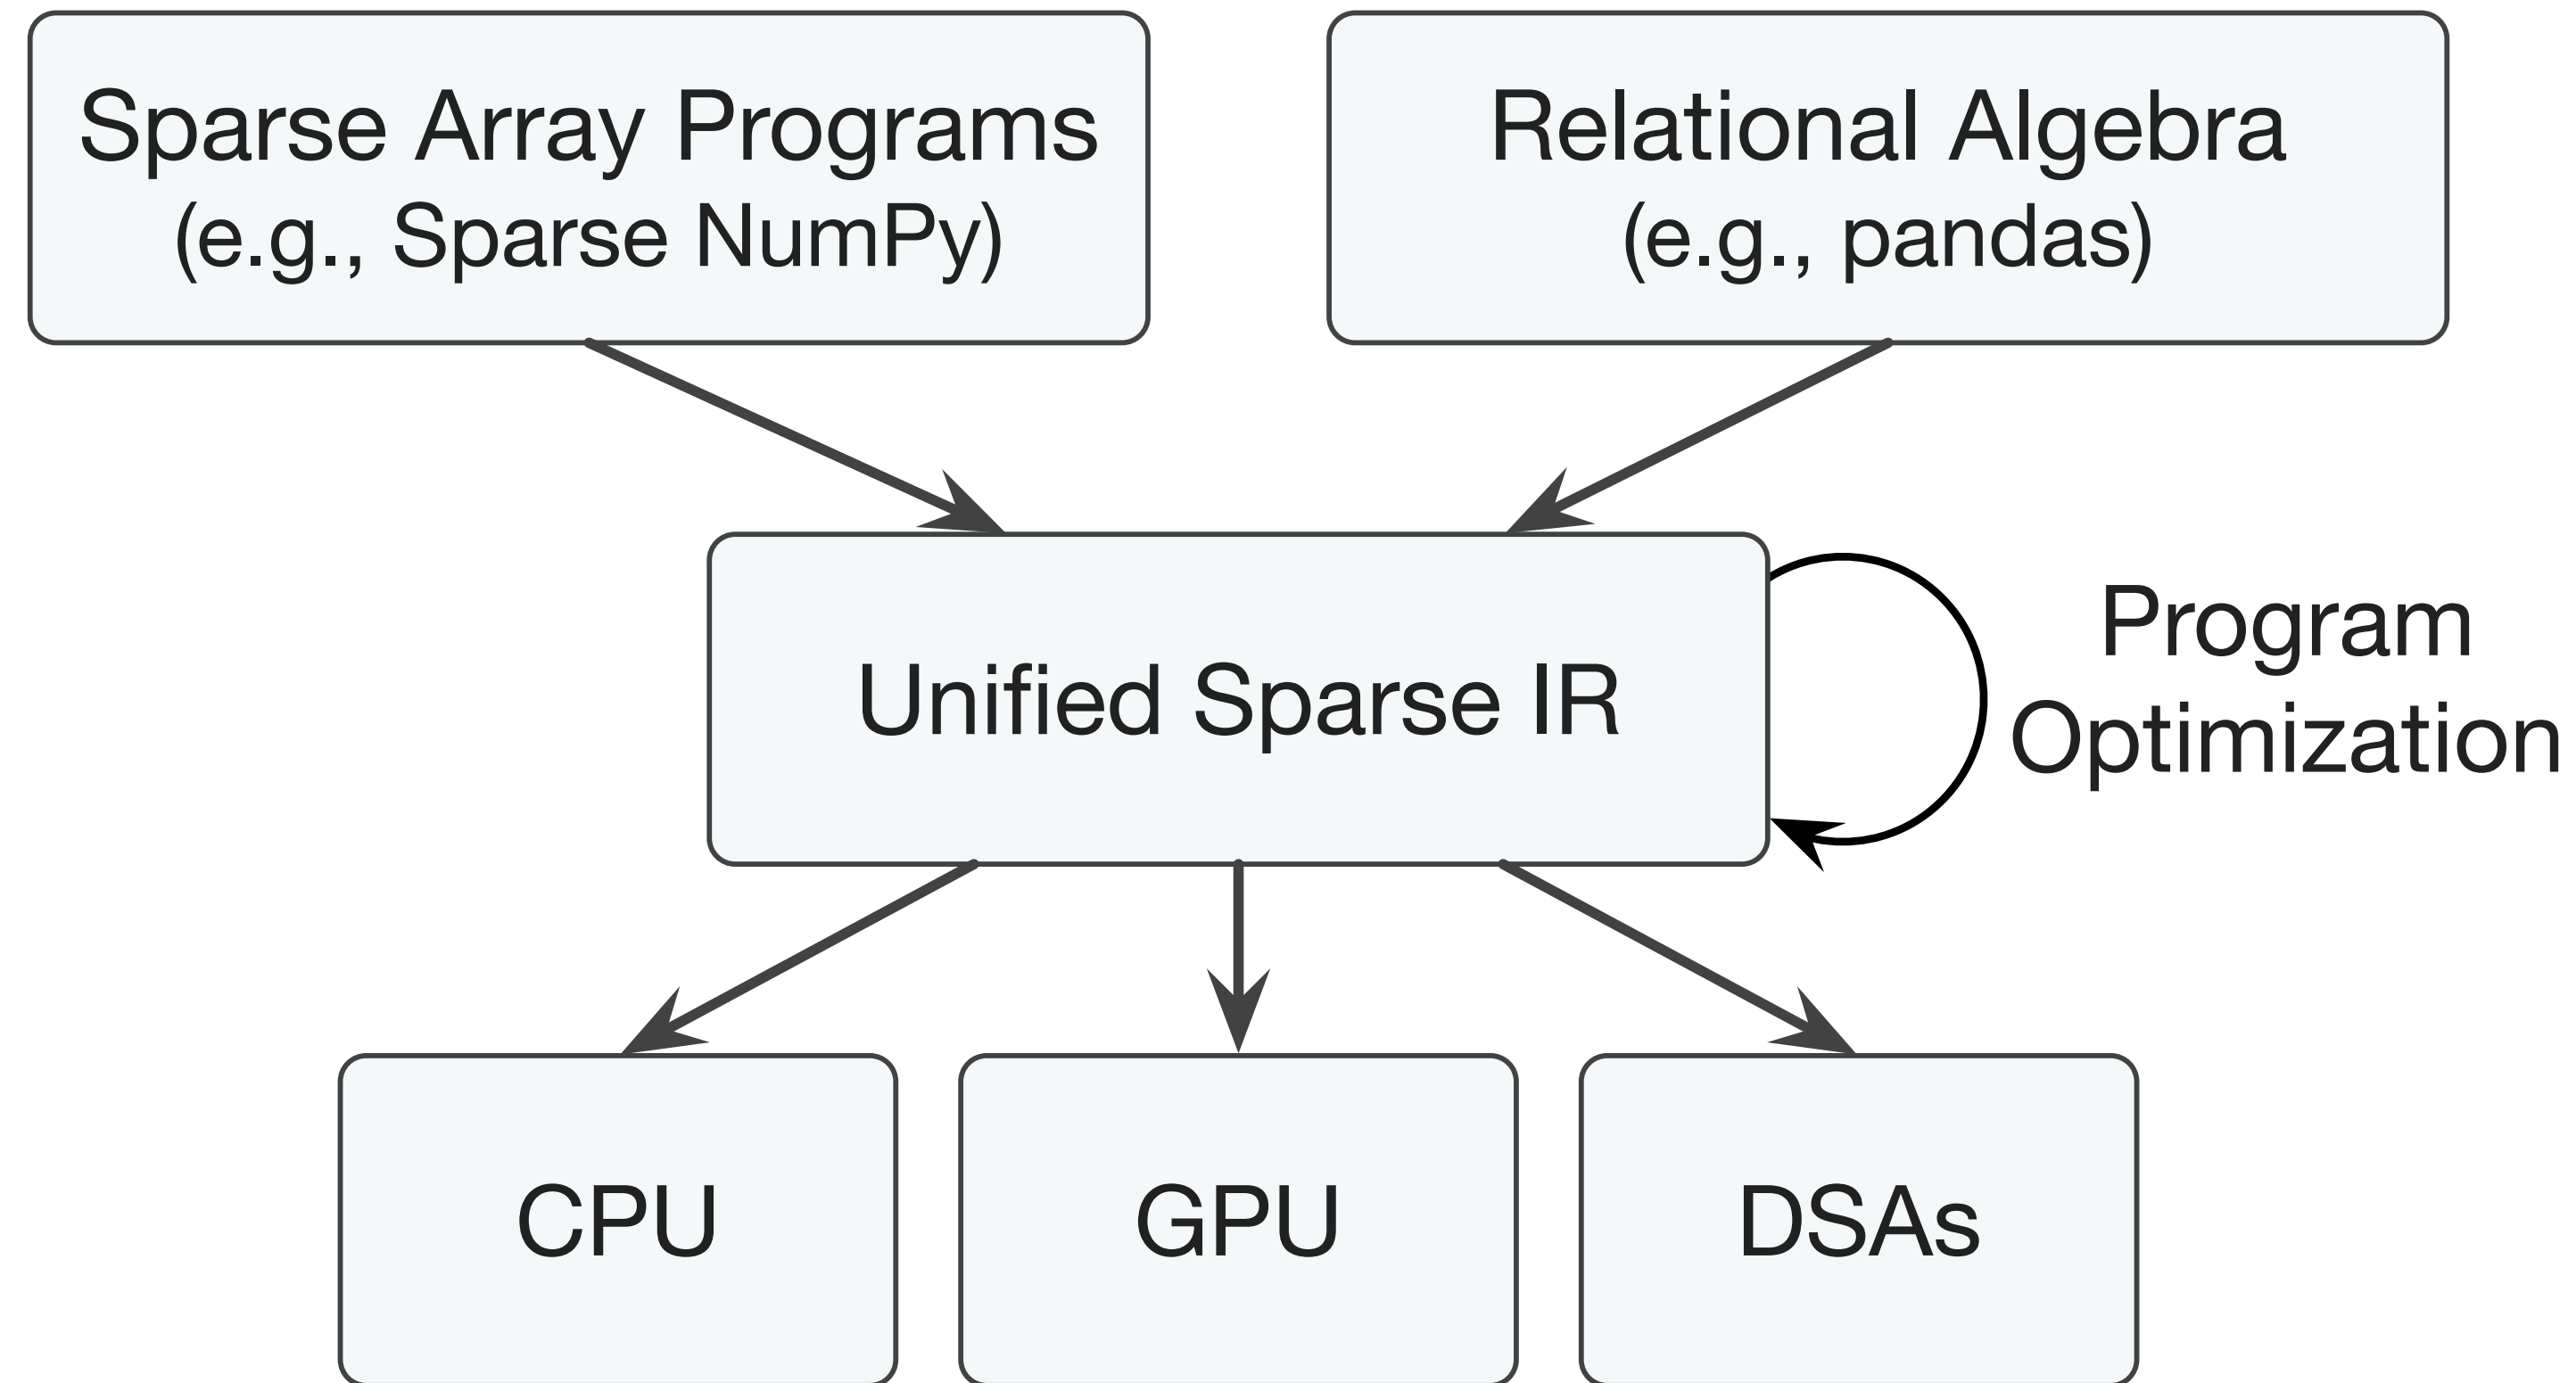 Sparse Array Programs
(e.g., Sparse NumPy)
Relational Algebra
(e.g., pandas)
Unified Sparse IR
Program
Optimization
CPU
GPU
DSAs